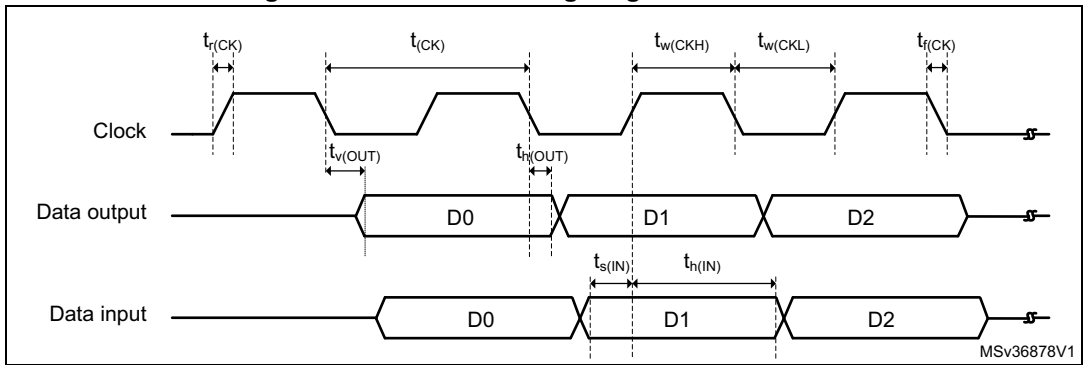 t_r(CK) t_(CK) t_w(CKH) t_w(CKL) t_f(CK)
Clock
t_v(OUT) t_h(OUT)
Data output D0 D1 D2
t_s(IN) t_h(IN)
Data input D0 D1 D2
MSv36878V1